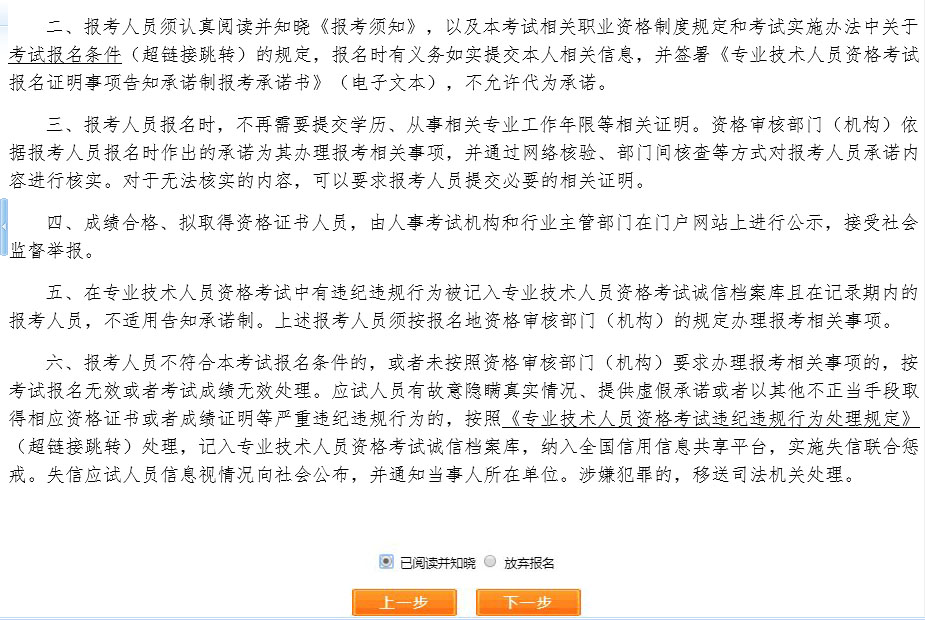 二、报考人员须认真阅读并知晓《报考须知》，以及本考试相关职业资格制度规定和考试实施办法中关于
考试报名条件（超链接跳转）的规定，报名时有义务如实提交本人相关信息，并签署《专业技术人员资格考试
报名证明事项告知承诺制报考承诺书》（电子文本），不允许代为承诺。
三、报考人员报名时，不再需要提交学历、从事相关专业工作年限等相关证明。资格审核部门（机构）依
据报考人员报名时作出的承诺为其办理报考相关事项，并通过网络核验、部门间核查等方式对报考人员承诺内
容进行核实。对于无法核实的内容，可以要求报考人员提交必要的相关证明。
四、成绩合格、拟取得资格证书人员，由人事考试机构和行业主管部门在门户网站上进行公示，接受社会
监督举报。
五、在专业技术人员资格考试中有违纪违规行为被记入专业技术人员资格考试诚信档案库且在记录期内的
报考人员，不适用告知承诺制。上述报考人员须按报名地资格审核部门（机构）的规定办理报考相关事项。
六、报考人员不符合本考试报名条件的，或者未按照资格审核部门（机构）要求办理报考相关事项的，按
考试报名无效或者考试成绩无效处理。应试人员有故意隐瞒真实情况、提供虚假承诺或者以其他不正当手段取
得相应资格证书或者成绩证明等严重违纪违规行为的，按照《专业技术人员资格考试违纪违规行为处理规定》
（超链接跳转）处理，记入专业技术人员资格考试诚信档案库，纳入全国信用信息共享平台，实施失信联合惩
戒。失信应试人员信息视情况向社会公布，并通知当事人所在单位。涉嫌犯罪的，移送司法机关处理。
已阅读并知晓 放弃报名
上一步 下一步